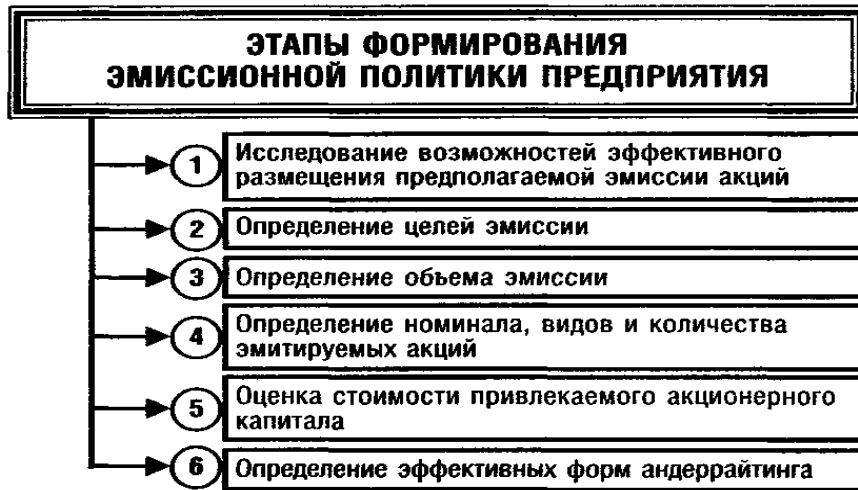 ЭТАПЫ ФОРМИРОВАНИЯ
ЭМИССИОННОЙ ПОЛИТИКИ ПРЕДПРИЯТИЯ
1 Исследование возможностей эффективного
размещения предполагаемой эмиссии акций
2 Определение целей эмиссии
3 Определение объема эмиссии
4 Определение номинала, видов и количества
эмитируемых акций
5 Оценка стоимости привлекаемого акционерного
капитала
6 Определение эффективных форм андеррайтинга